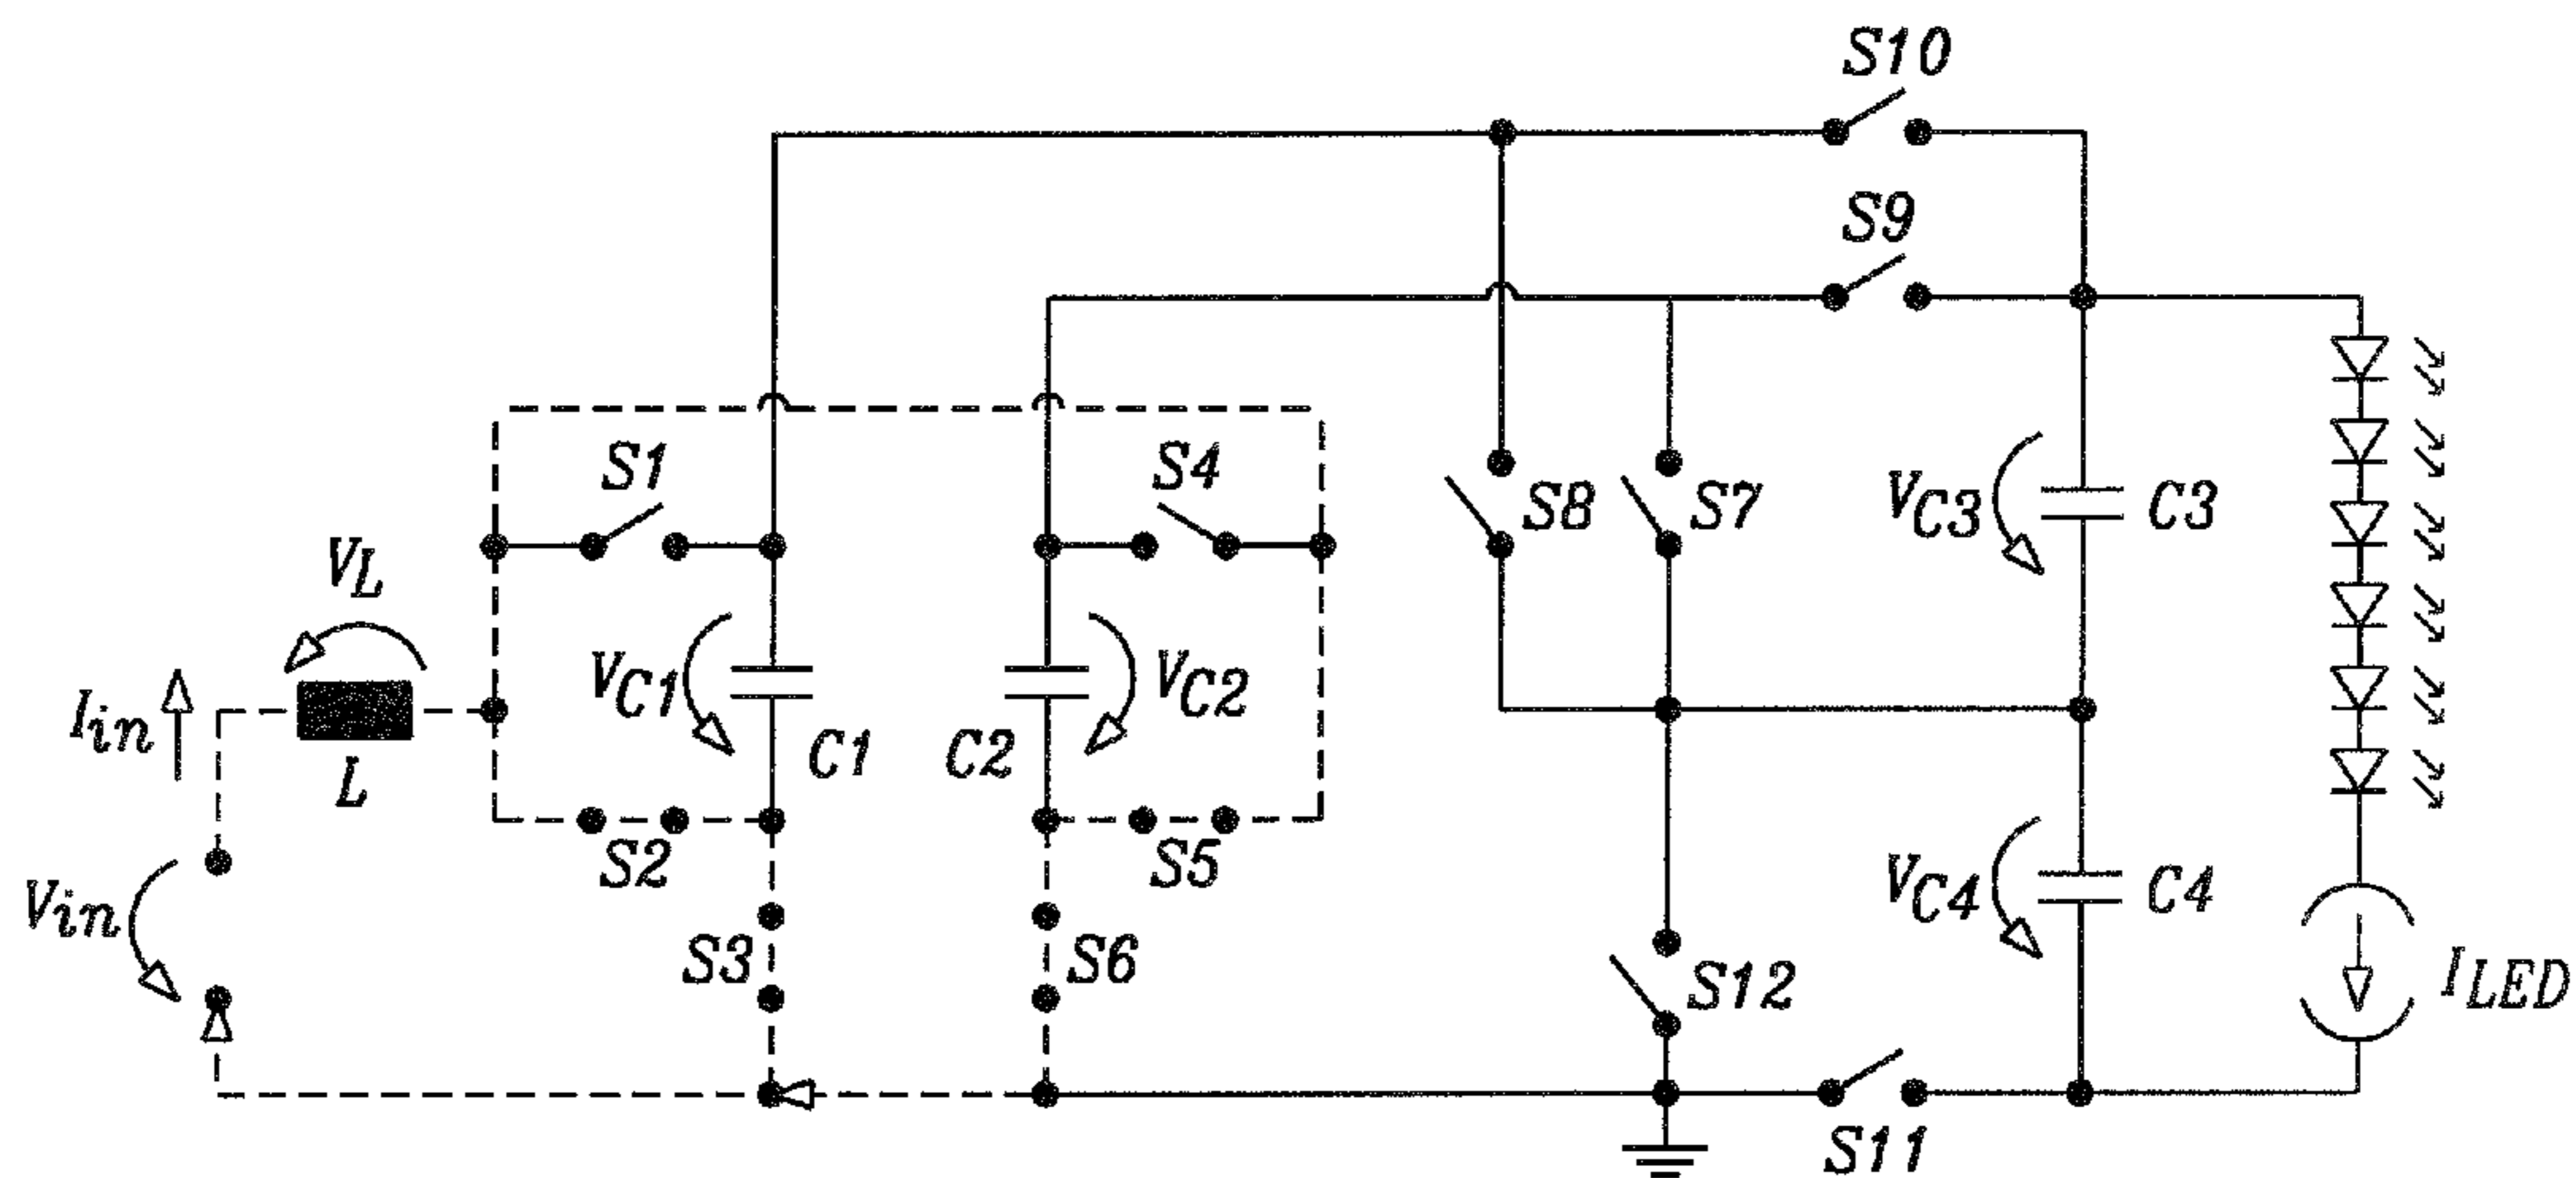 S10
S9
S1
S4
S8
S7
VC3
C3
VL
VC1
VC2
Iin
C1
C2
L
S2
S5
Vin
VC4
C4
S3
S6
S12
ILED
S11